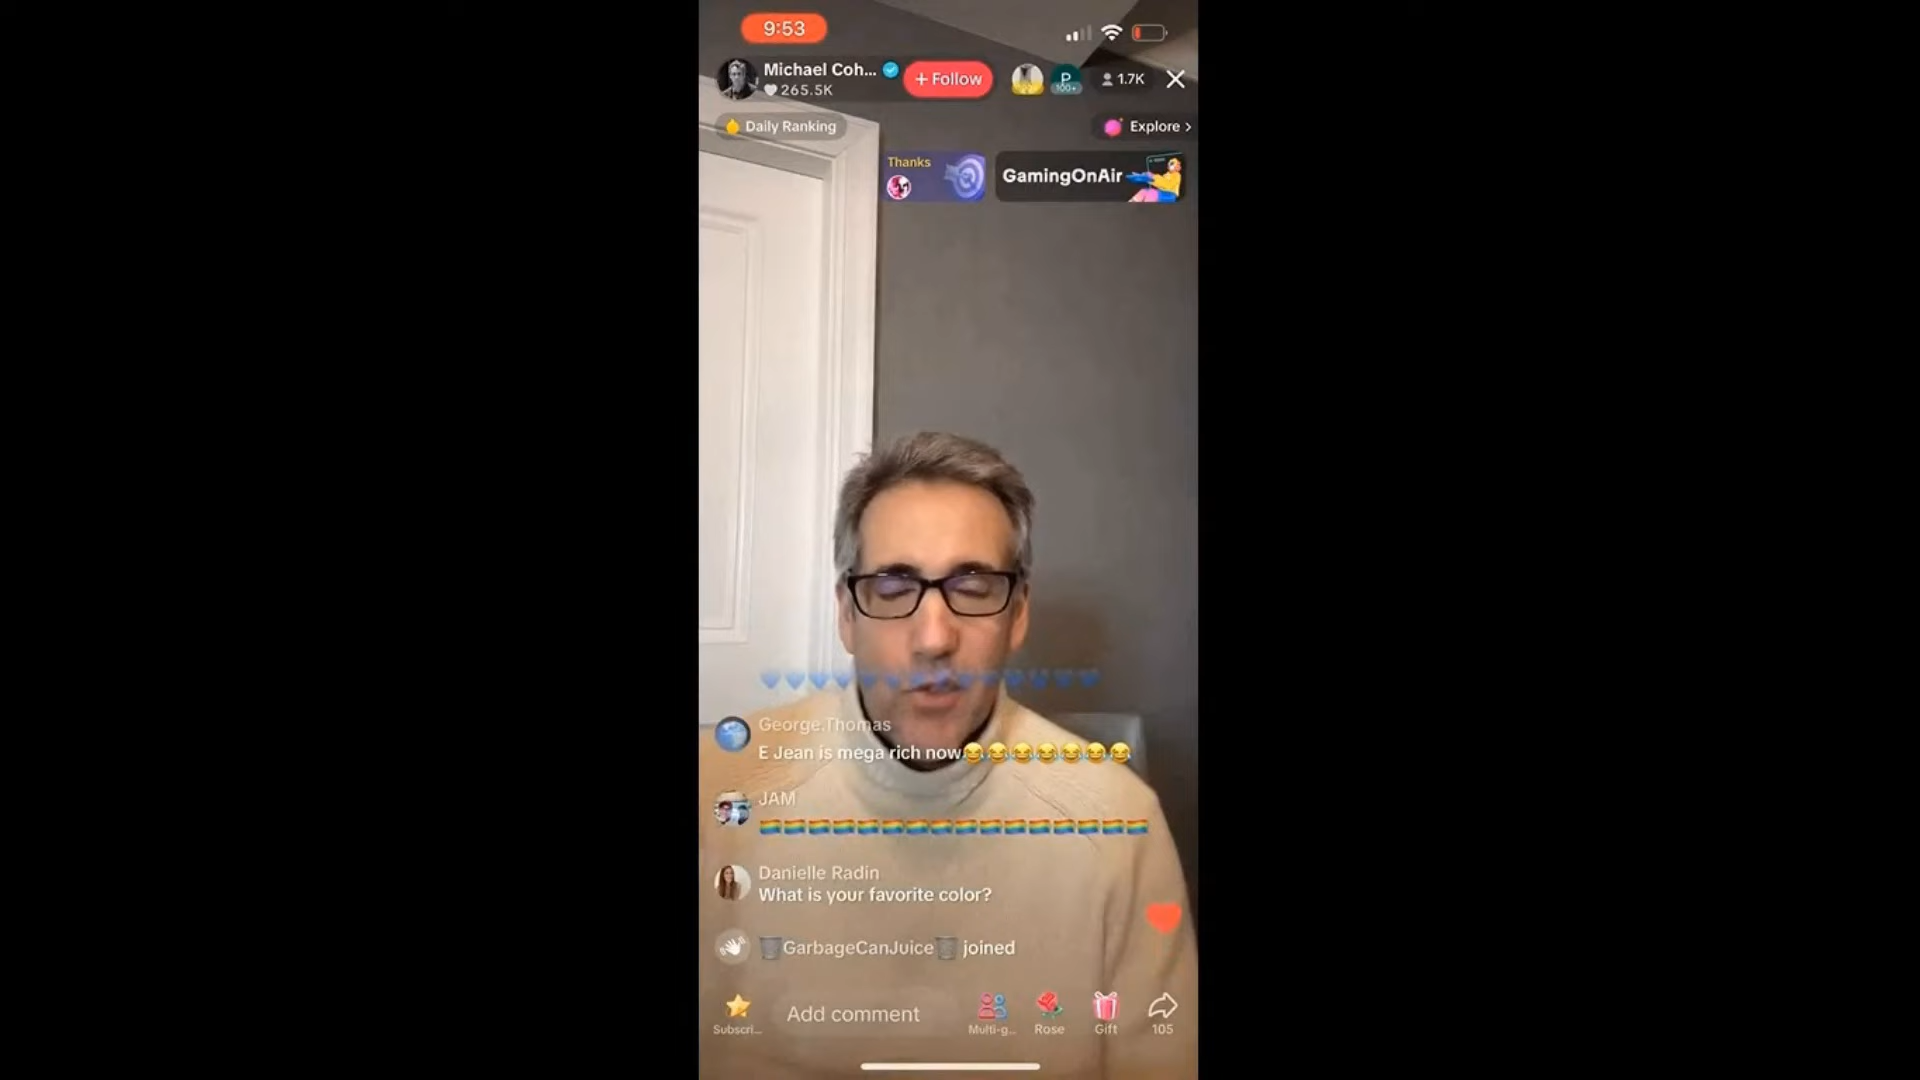 9:53
Michael Coh...
+ Follow
P
100+
1.7K
265.5K
Daily Ranking
Explore >
Thanks
GamingOnAir
💙💙💙💙💙💙💙💙💙💙💙💙💙💙
George.Thomas
E Jean is mega rich now😂😂😂😂😂😂😂
JAM
🏳️‍🌈🏳️‍🌈🏳️‍🌈🏳️‍🌈🏳️‍🌈🏳️‍🌈🏳️‍🌈🏳️‍🌈🏳️‍🌈🏳️‍🌈🏳️‍🌈🏳️‍🌈🏳️‍🌈🏳️‍🌈🏳️‍🌈🏳️‍🌈
Danielle Radin
What is your favorite color?
🗑️GarbageCanJuice🗑️ joined
Add comment
Subscri...
Multi-g...
Rose
Gift
105